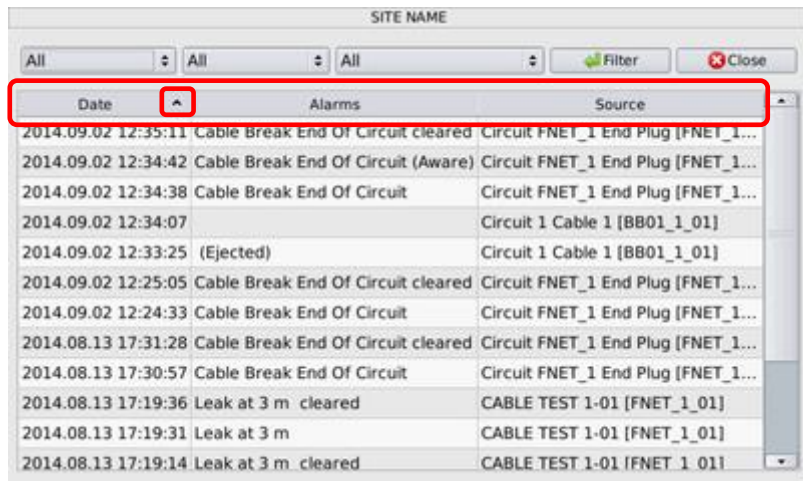 SITE NAME
All All All Filter Close
Date Alarms Source
2014.09.02 12:35:11 Cable Break End Of Circuit cleared Circuit FNET_1 End Plug [FNET_1...
2014.09.02 12:34:42 Cable Break End Of Circuit (Aware) Circuit FNET_1 End Plug [FNET_1...
2014.09.02 12:34:38 Cable Break End Of Circuit Circuit FNET_1 End Plug [FNET_1...
2014.09.02 12:34:07 Circuit 1 Cable 1 [BB01_1_01]
2014.09.02 12:33:25 (Ejected) Circuit 1 Cable 1 [BB01_1_01]
2014.09.02 12:25:05 Cable Break End Of Circuit cleared Circuit FNET_1 End Plug [FNET_1...
2014.09.02 12:24:33 Cable Break End Of Circuit Circuit FNET_1 End Plug [FNET_1...
2014.08.13 17:31:28 Cable Break End Of Circuit cleared Circuit FNET_1 End Plug [FNET_1...
2014.08.13 17:30:57 Cable Break End Of Circuit Circuit FNET_1 End Plug [FNET_1...
2014.08.13 17:19:36 Leak at 3 m cleared CABLE TEST 1-01 [FNET_1_01]
2014.08.13 17:19:31 Leak at 3 m CABLE TEST 1-01 [FNET_1_01]
2014.08.13 17:19:14 Leak at 3 m cleared CABLE TEST 1-01 [FNET_1_01]